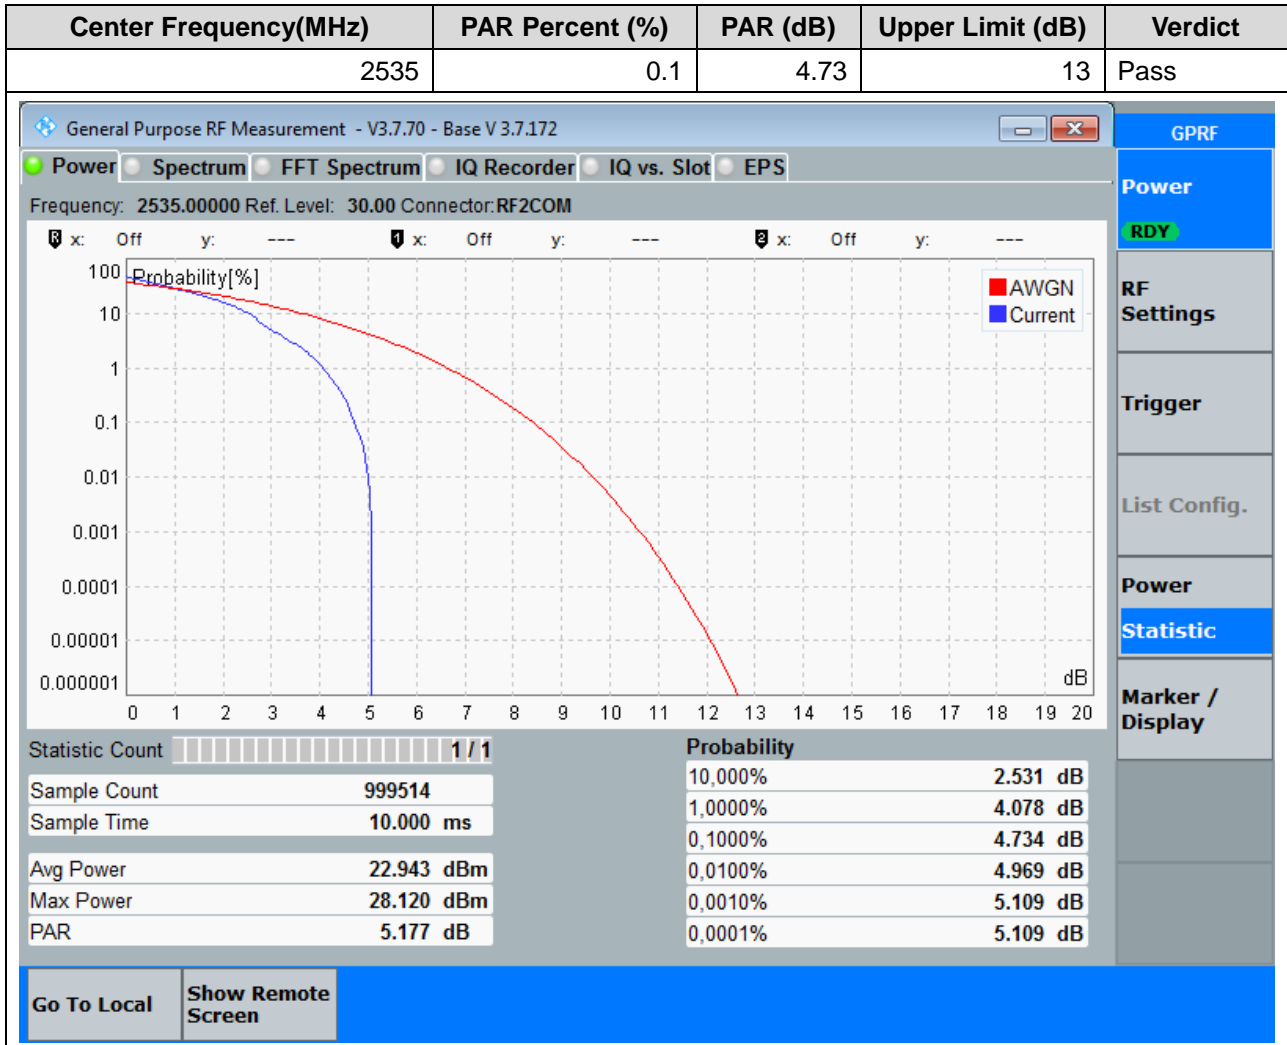 Center Frequency(MHz) PAR Percent (%) PAR (dB) Upper Limit (dB) Verdict
2535 0.1 4.73 13 Pass
General Purpose RF Measurement - V3.7.70 - Base V 3.7.172
GPRF
Power Spectrum FFT Spectrum IQ Recorder IQ vs. Slot EPS
Frequency: 2535.00000 Ref. Level: 30.00 Connector: RF2COM
R x: Off y: --- 1 x: Off y: --- 2 x: Off y: ---
Probability[%]
AWGN
Current
100
10
1
0.1
0.01
0.001
0.0001
0.00001
0.000001
dB
0 1 2 3 4 5 6 7 8 9 10 11 12 13 14 15 16 17 18 19 20
Statistic Count 1 / 1
Sample Count 999514
Sample Time 10.000 ms
Avg Power 22.943 dBm
Max Power 28.120 dBm
PAR 5.177 dB
Probability
10,000% 2.531 dB
1,0000% 4.078 dB
0,1000% 4.734 dB
0,0100% 4.969 dB
0,0010% 5.109 dB
0,0001% 5.109 dB
Power
RDY
RF
Settings
Trigger
List Config.
Power
Statistic
Marker /
Display
Go To Local
Show Remote
Screen